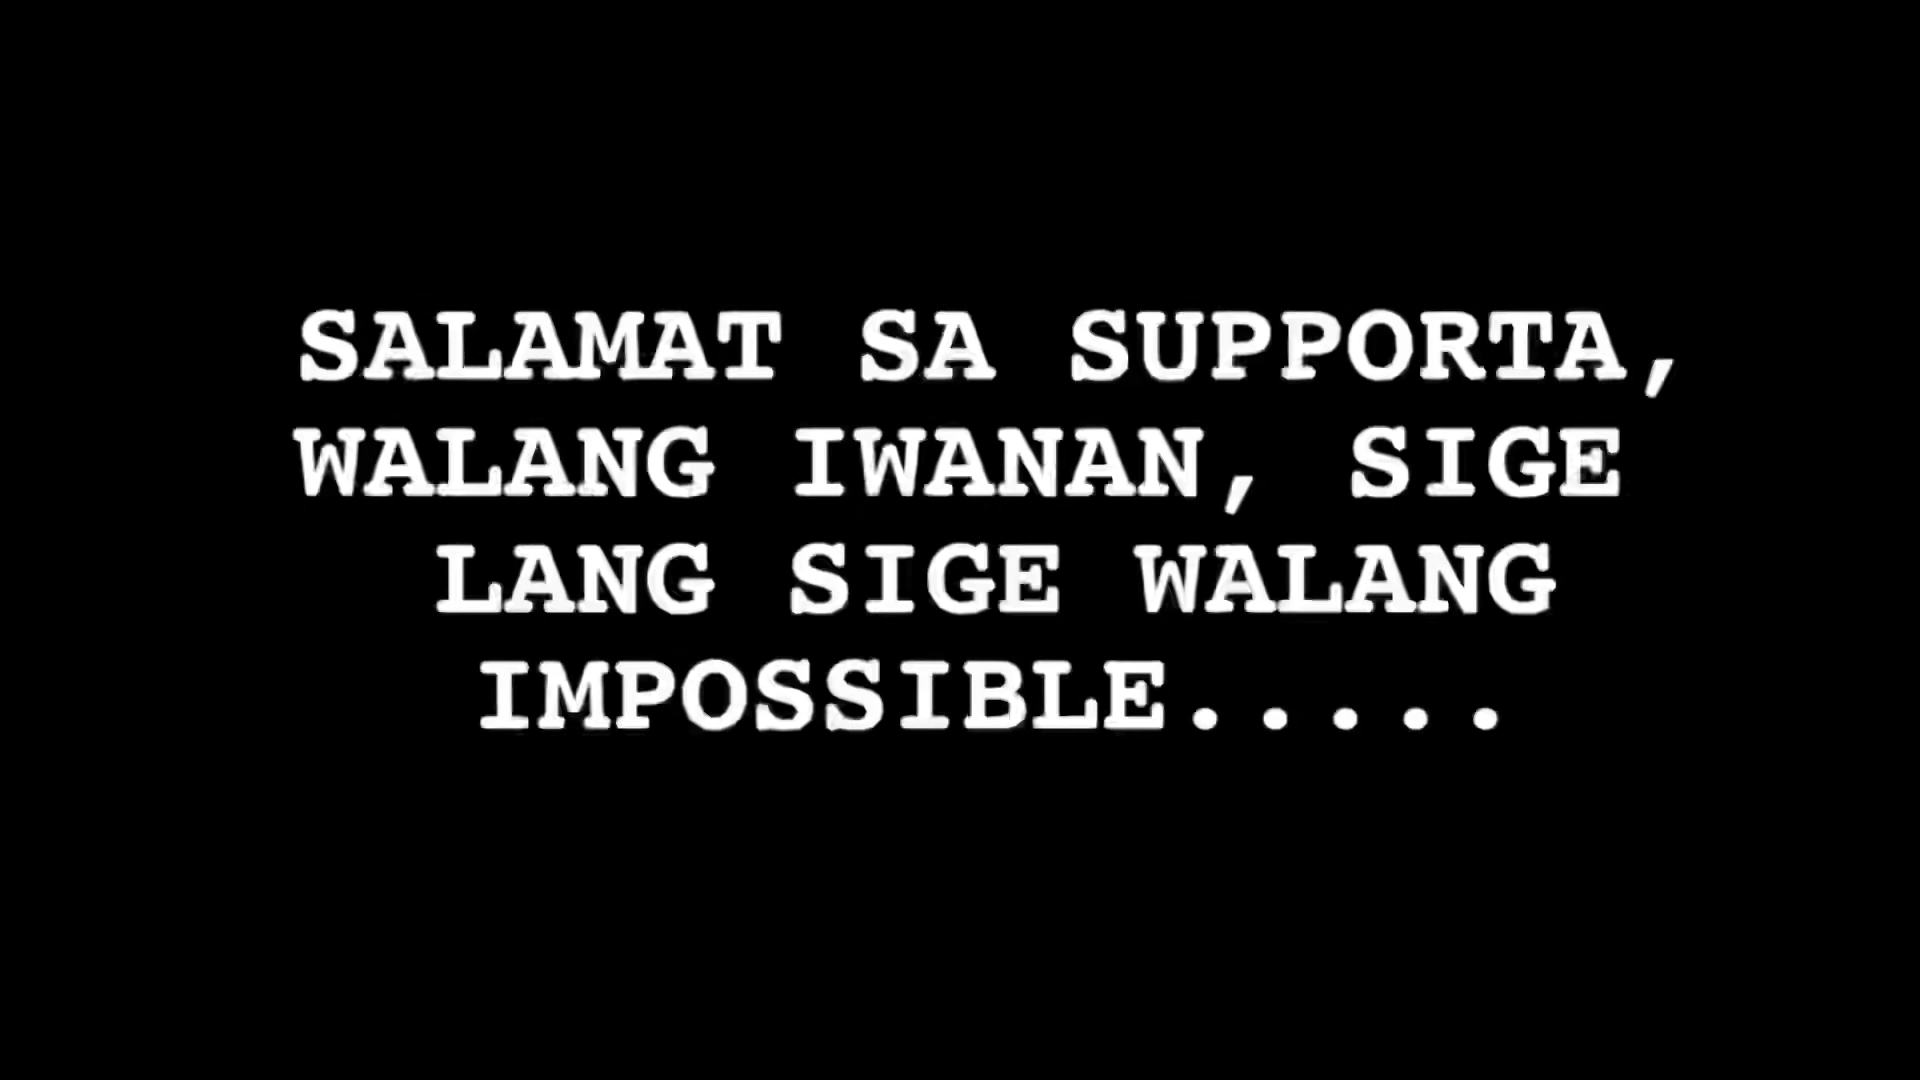 SALAMAT SA SUPPORTA,
WALANG IWANAN, SIGE
LANG SIGE WALANG
IMPOSSIBLE.....